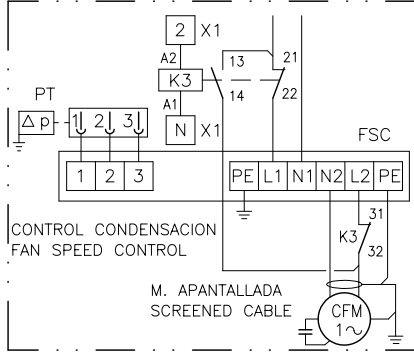 2 X1
A2
K3
A1
N X1
13 21
14 22
PT
Δp 1 2 3
FSC
1 2 3
PE L1 N1 N2 L2 PE
CONTROL CONDENSACION
FAN SPEED CONTROL
K3 31
32
M. APANTALLADA
SCREENED CABLE
CFM
1~